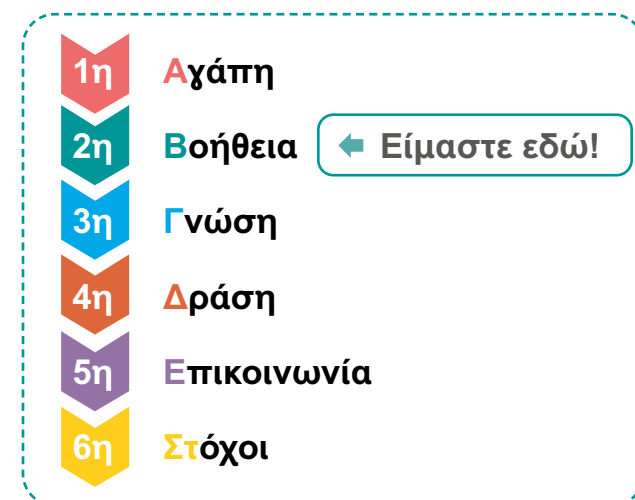 1η Αγάπη
2η Βοήθεια Είμαστε εδώ!
3η Γνώση
4η Δράση
5η Επικοινωνία
6η Στόχοι